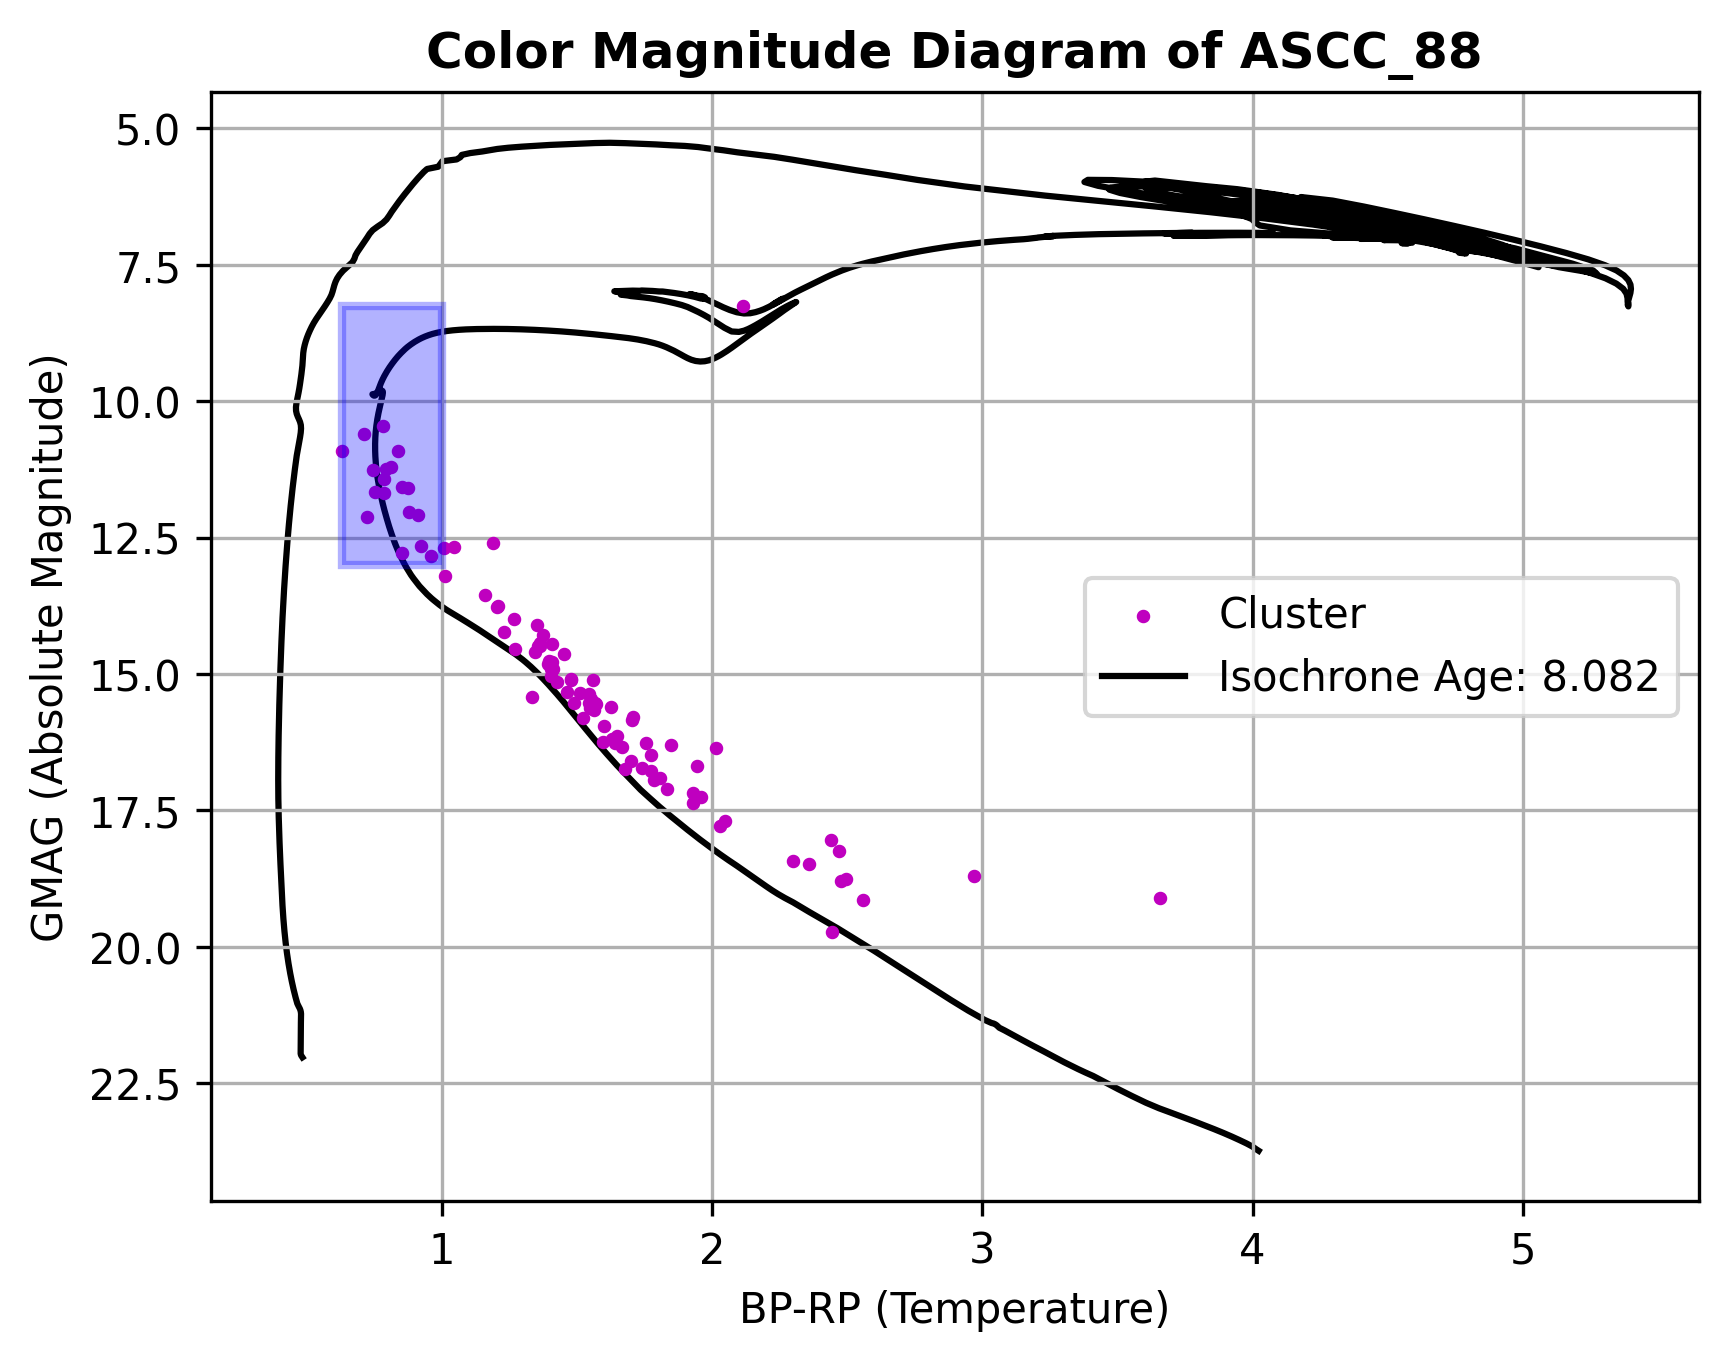 Color Magnitude Diagram of ASCC_88
GMAG (Absolute Magnitude)
5.0
7.5
10.0
12.5
15.0
17.5
20.0
22.5
Cluster
Isochrone Age: 8.082
1 2 3 4 5
BP-RP (Temperature)